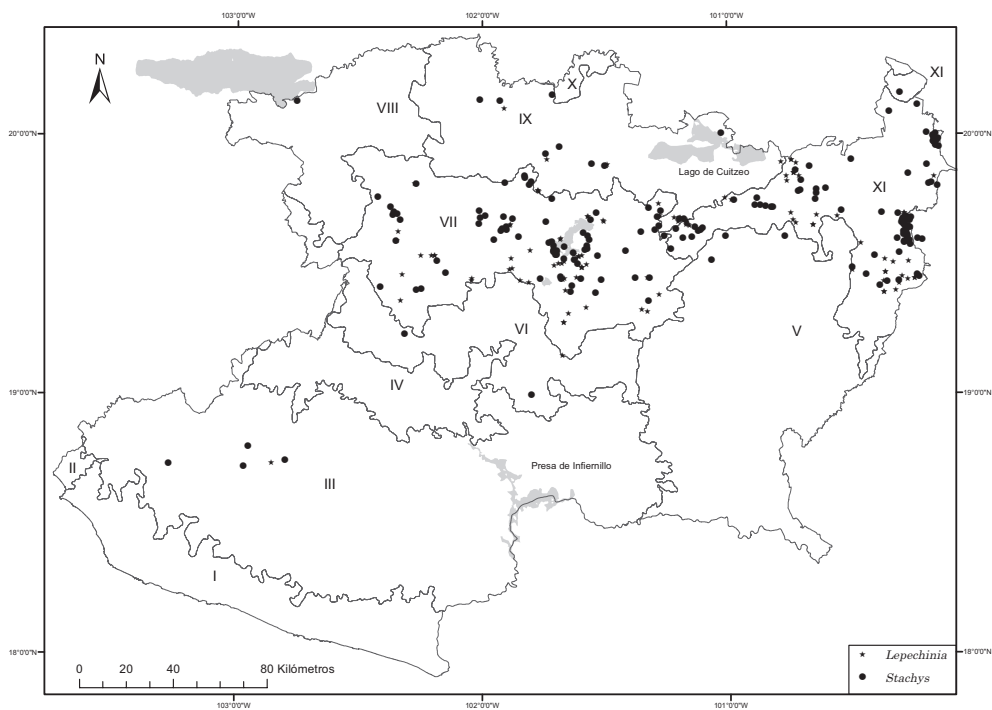 103°0'0"W 102°0'0"W 101°0'0"W
N
XI
X
VIII
IX
20°0'0"N 20°0'0"N
Lago de Cuitzeo
XI
VII
VI
V
IV
19°0'0"N 19°0'0"N
II
Presa de Infiernillo
III
I
18°0'0"N 18°0'0"N
0 20 40 80 Kilómetros
Lepechinia
Stachys
103°0'0"W 102°0'0"W 101°0'0"W